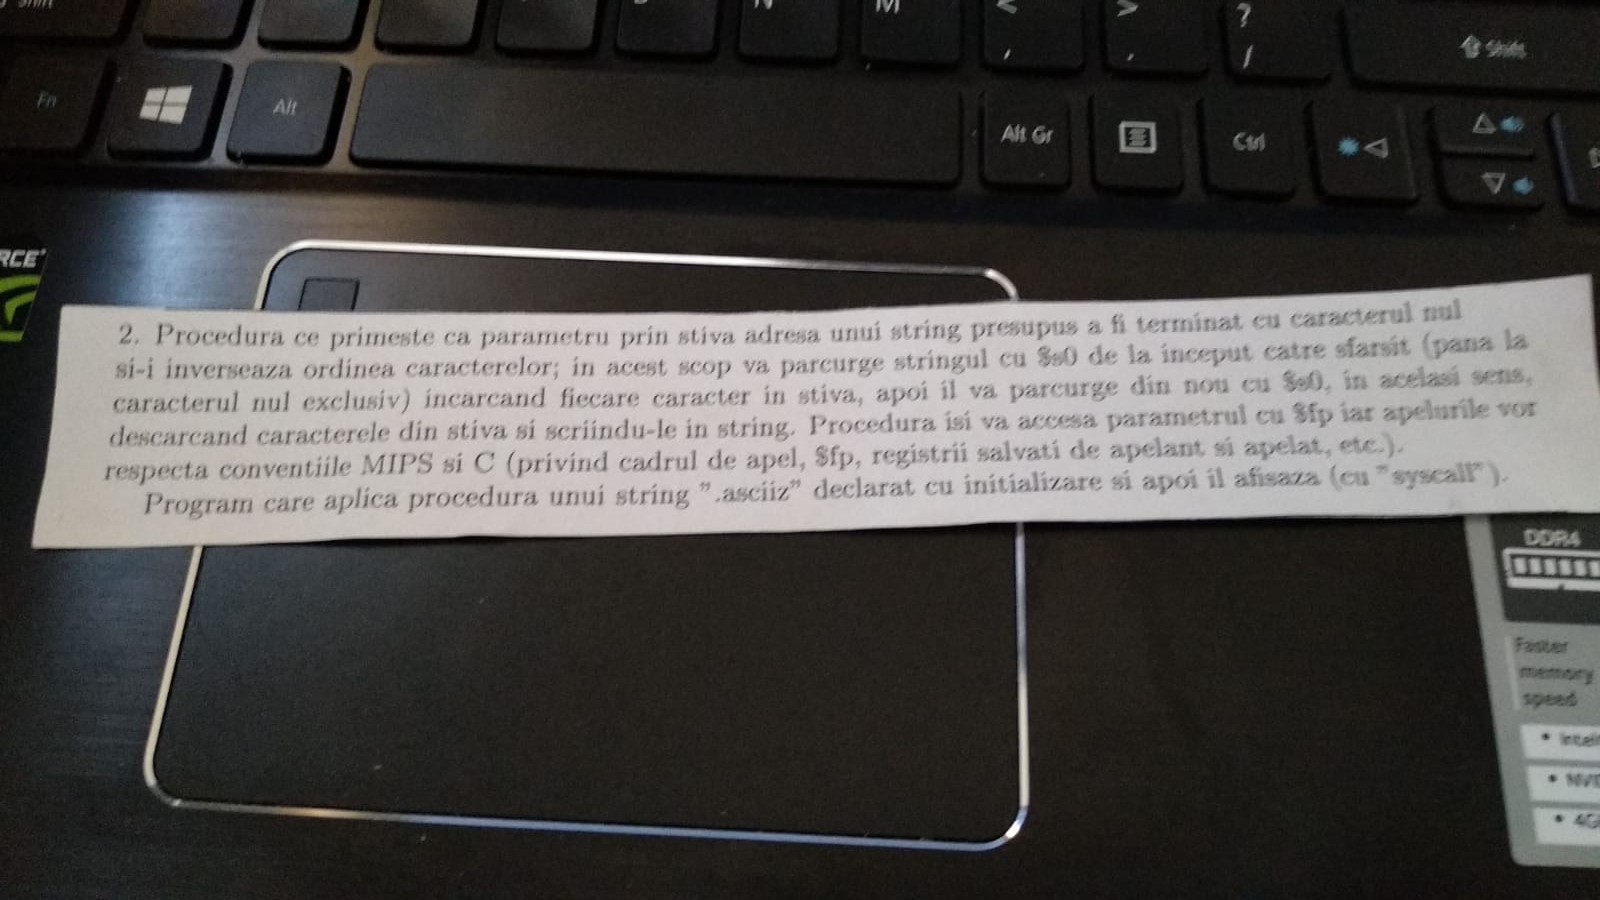 Shift
M
<
,
>
.
?
/
Shift
Fn
Alt
Alt Gr
Ctrl
RCE
2. Procedura ce primeste ca parametru prin stiva adresa unui string presupus a fi terminat cu caracterul nul
si-i inverseaza ordinea caracterelor; in acest scop va parcurge stringul cu $s0 de la inceput catre sfarsit (pana la
caracterul nul exclusiv) incarcand fiecare caracter in stiva, apoi il va parcurge din nou cu $s0, in acelasi sens,
descarcand caracterele din stiva si scriindu-le in string. Procedura isi va accesa parametrul cu $fp iar apelurile vor
respecta conventiile MIPS si C (privind cadrul de apel, $fp, registrii salvati de apelant si apelat, etc.).
Program care aplica procedura unui string ".asciiz" declarat cu initializare si apoi il afisaza (cu "syscall").
DDR4
Faster
memory
speed
• Intel
• NVID
• 4G